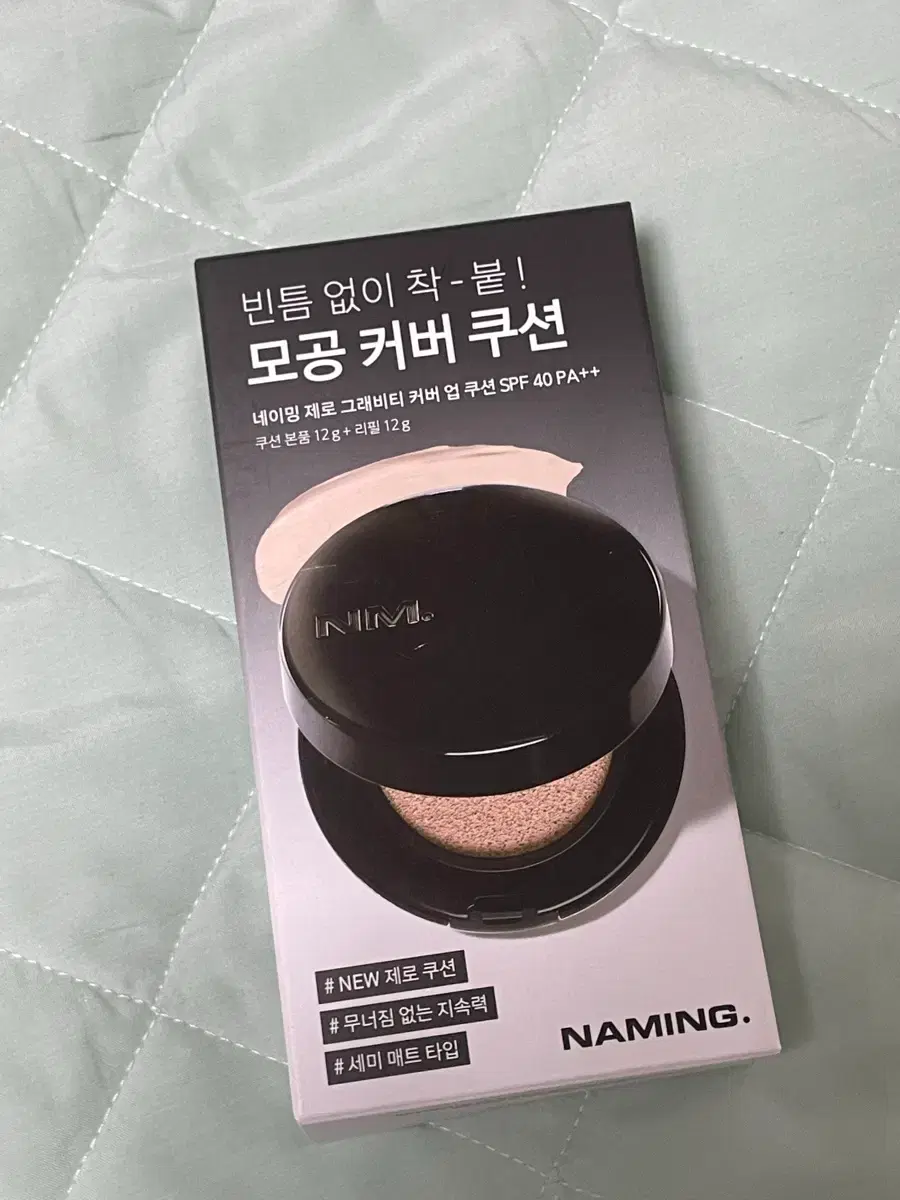 빈틈 없이 착-붙!
모공 커버 쿠션
네이밍 제로 그래비티 커버 업 쿠션 SPF 40 PA++
쿠션 본품 12g + 리필 12g
NM.
# NEW 제로 쿠션
# 무너짐 없는 지속력
# 세미 매트 타입
NAMING.